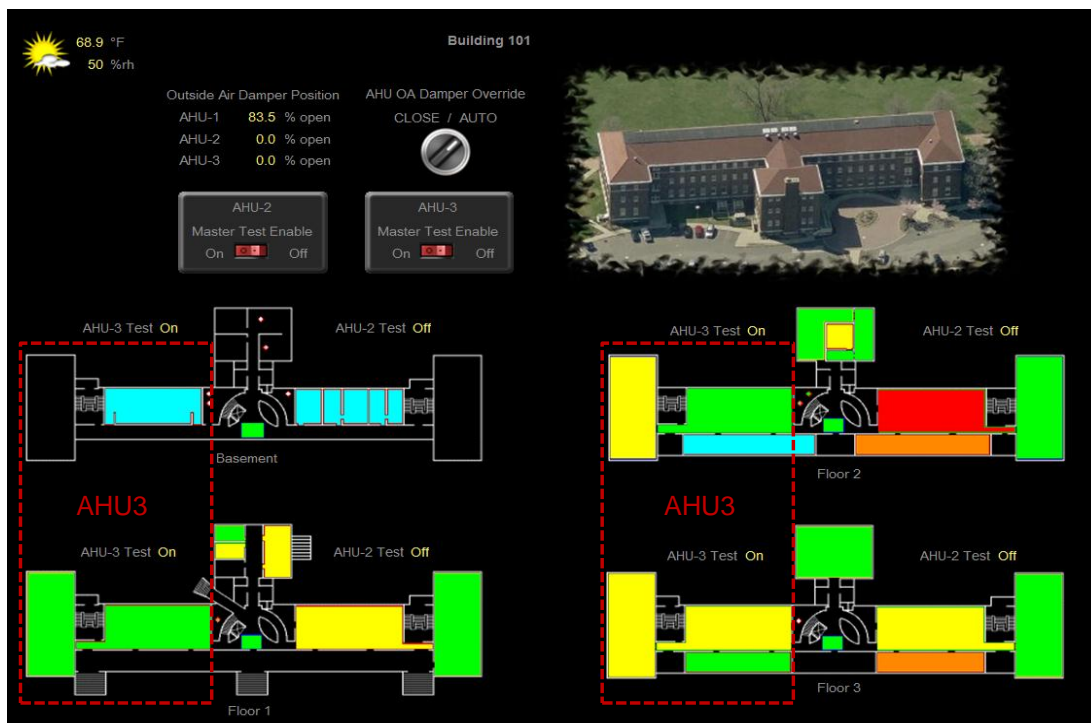 68.9 °F
50 %rh
Building 101
Outside Air Damper Position
AHU-1 83.5 % open
AHU-2 0.0 % open
AHU-3 0.0 % open
AHU OA Damper Override
CLOSE / AUTO
AHU-2
Master Test Enable
On Off
AHU-3
Master Test Enable
On Off
AHU-3 Test On
AHU-2 Test Off
Basement
AHU-3 Test On
AHU-2 Test Off
Floor 2
AHU3
AHU3
AHU-3 Test On
AHU-2 Test Off
Floor 1
AHU-3 Test On
AHU-2 Test Off
Floor 3